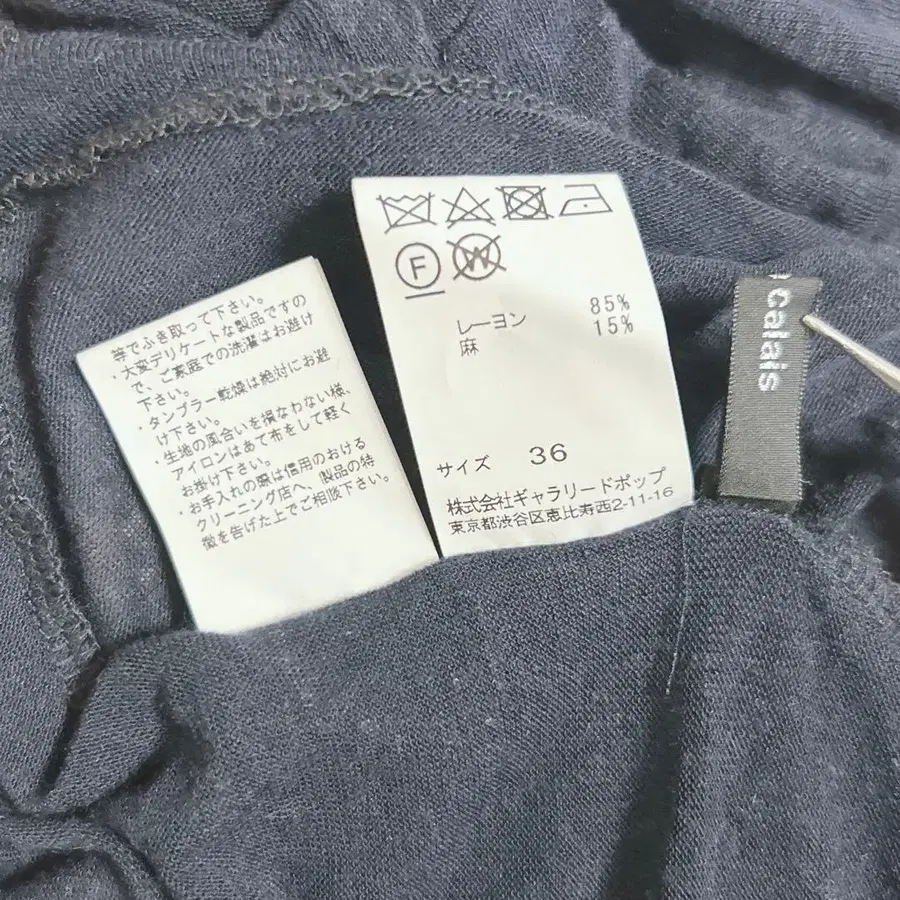 等でふき取って下さい。
・大変デリケートな製品ですの
で、ご家庭での洗濯はお避け
下さい。
・タンブラー乾燥は絶対にお避
け下さい。
・生地の風合いを損なわない様、
アイロンはあて布をして軽く
お掛け下さい。
・お手入れの際は信用のおける
クリーニング店へ、製品の特
徴を告げた上でご相談下さい。
F W
レーヨン 85%
麻 15%
サイズ 36
株式会社ギャラリードポップ
東京都渋谷区恵比寿西2-11-16
calais